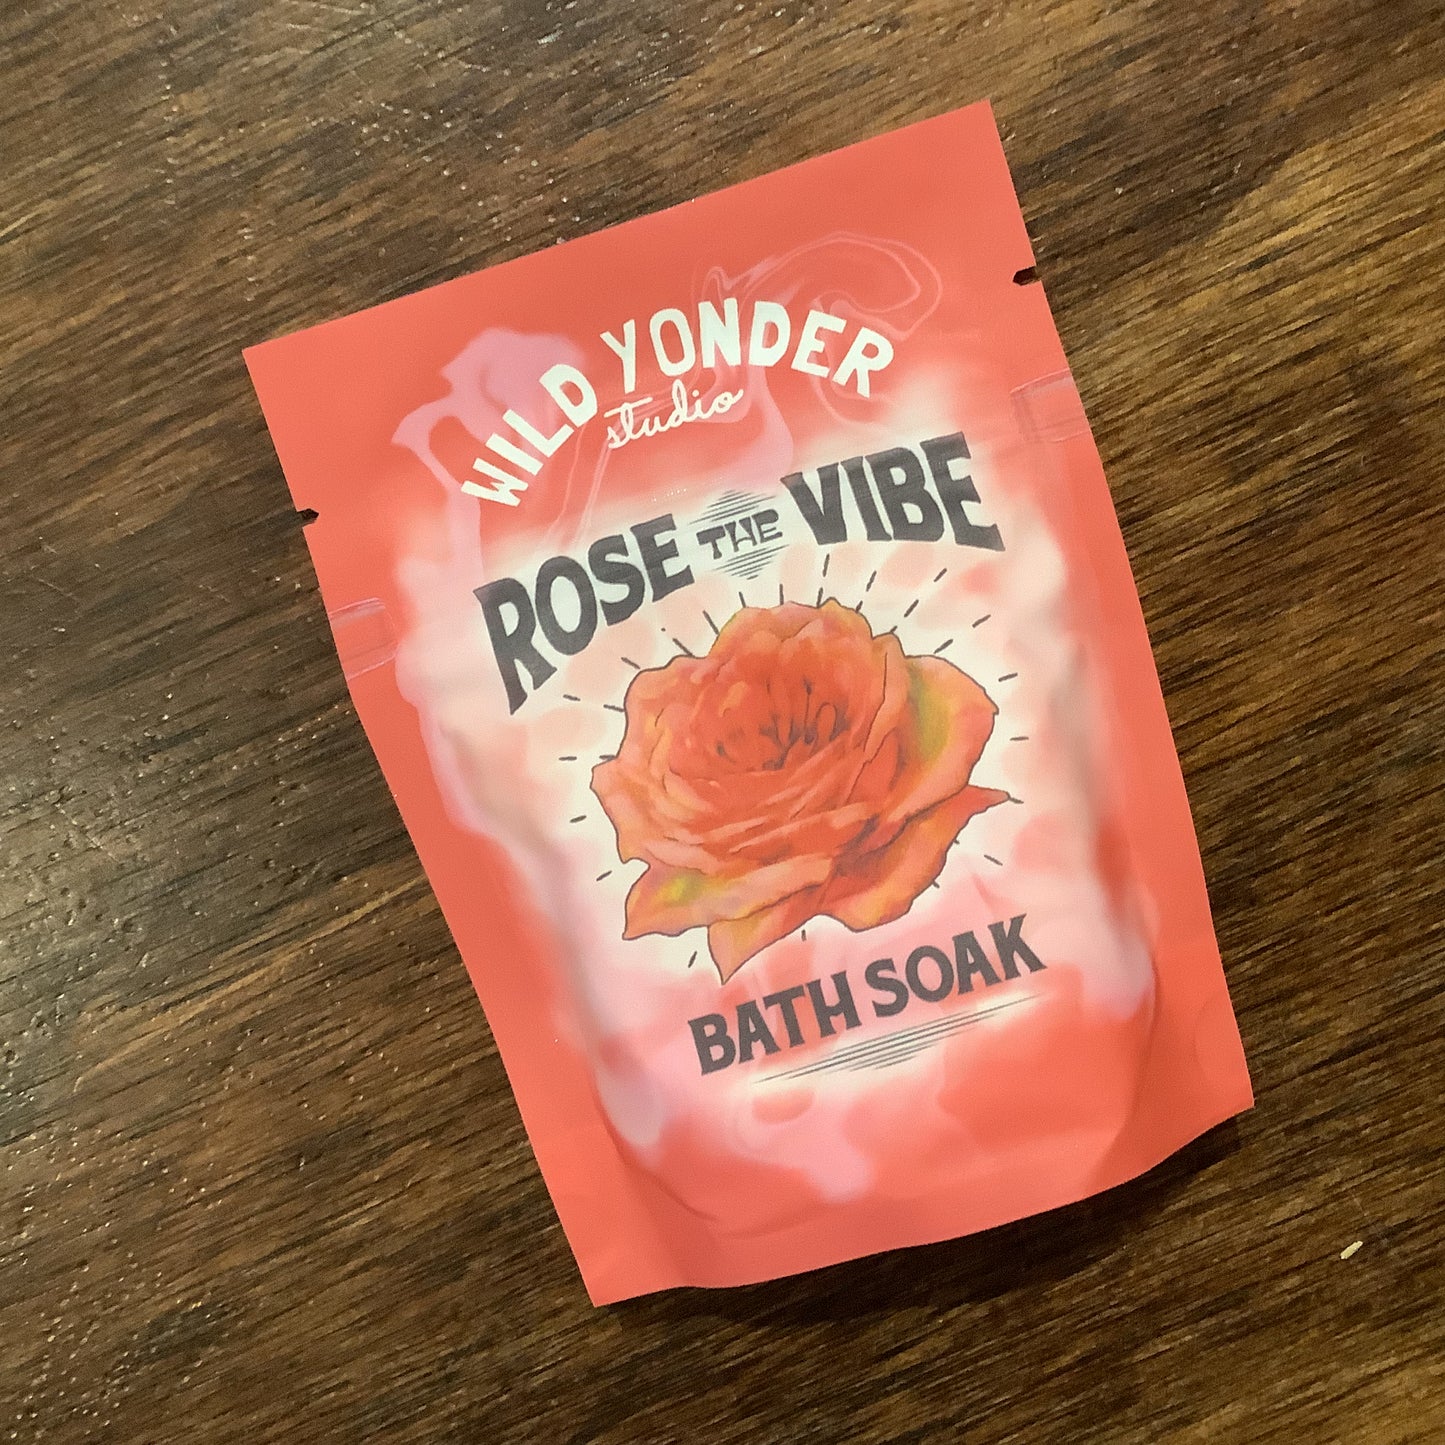 WILD YONDER
studio
ROSE THE VIBE
BATH SOAK